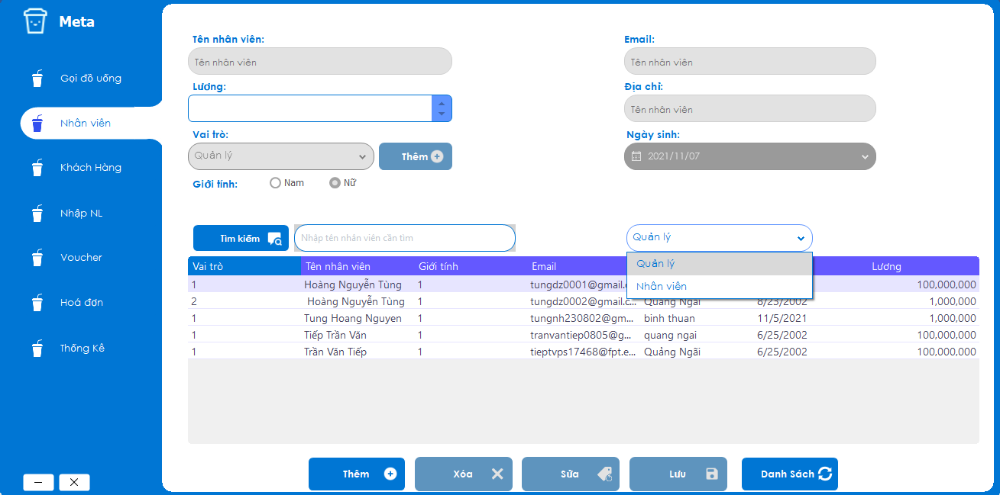 Meta
Gọi đồ uống
Nhân viên
Khách Hàng
Nhập NL
Voucher
Hoá đơn
Thống Kê
Tên nhân viên:
Tên nhân viên
Email:
Tên nhân viên
Lương:
Địa chỉ:
Tên nhân viên
Vai trò:
Quản lý
Thêm
Ngày sinh:
2021/11/07
Giới tính:
Nam
Nữ
Tìm kiếm
Nhập tên nhân viên cần tìm
Quản lý
Quản lý
Nhân viên
Vai trò Tên nhân viên Giới tính Email Lương
1 Hoàng Nguyễn Tùng 1 tungdz0001@gmail.c 100,000,000
2 Hoàng Nguyễn Tùng 1 tungdz0002@gmail.c... Quảng Ngãi 8/23/2002 1,000,000
1 Tung Hoang Nguyen 1 tungnh230802@gm... binh thuan 11/5/2021 1,000,000
1 Tiếp Trần Văn 1 tranvantiep0805@g... quang ngai 6/25/2002 100,000,000
1 Trần Văn Tiếp 1 tieptvps17468@fpt.e... Quảng Ngãi 6/25/2002 100,000,000
Thêm
Xóa
Sửa
Lưu
Danh Sách